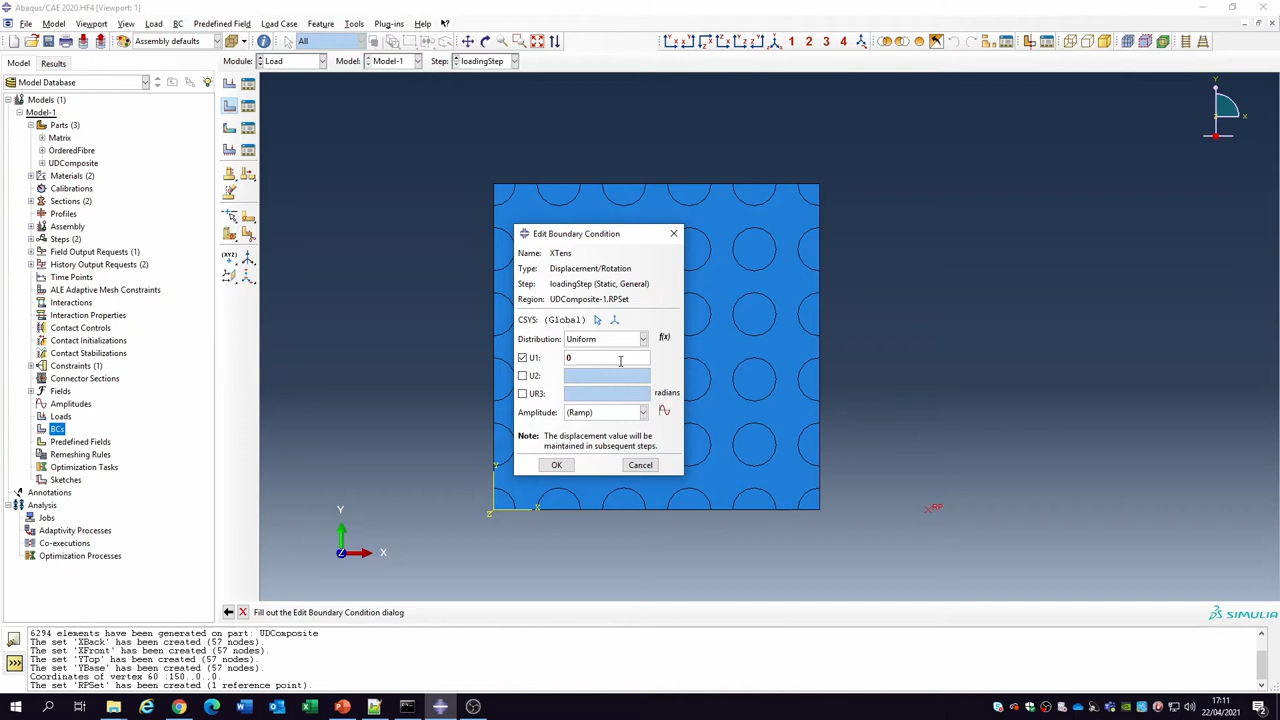 Abaqus/CAE 2020.HF4 [Viewport: 1]
File Model Viewport View Load BC Predefined Field Load Case Feature Tools Plug-ins Help
Assembly defaults
All
1 2 3 4
Model Results
Module: Load Model: Model-1 Step: loadingStep
Model Database
Models (1)
Model-1
Parts (3)
Matrix
OrderedFibre
UDComposite
Materials (2)
Calibrations
Sections (2)
Profiles
Assembly
Steps (2)
Field Output Requests (2)
History Output Requests (2)
Time Points
ALE Adaptive Mesh Constraints
Interactions
Interaction Properties
Contact Controls
Contact Initializations
Contact Stabilizations
Constraints (1)
Connector Sections
Fields
Amplitudes
Loads
BCs
Predefined Fields
Remeshing Rules
Optimization Tasks
Sketches
Annotations
Analysis
Jobs
Adaptivity Processes
Co-executions
Optimization Processes
(XYZ)
Y
X
Edit Boundary Condition
Name: XTens
Type: Displacement/Rotation
Step: loadingStep (Static, General)
Region: UDComposite-1.RPSet
CSYS: (Global)
Distribution: Uniform f(x)
U1: 0
U2:
UR3: radians
Amplitude: (Ramp)
Note: The displacement value will be
maintained in subsequent steps.
OK Cancel
Y
X
Z
RP
Y
X
Z
Fill out the Edit Boundary Condition dialog
SIMULIA
6294 elements have been generated on part: UDComposite
The set 'XBack' has been created (57 nodes).
The set 'XFront' has been created (57 nodes).
The set 'YTop' has been created (57 nodes).
The set 'YBase' has been created (57 nodes).
Coordinates of vertex 60 :150.,0.,0.
The set 'RPSet' has been created (1 reference point).
>>>
17:11
22/04/2021